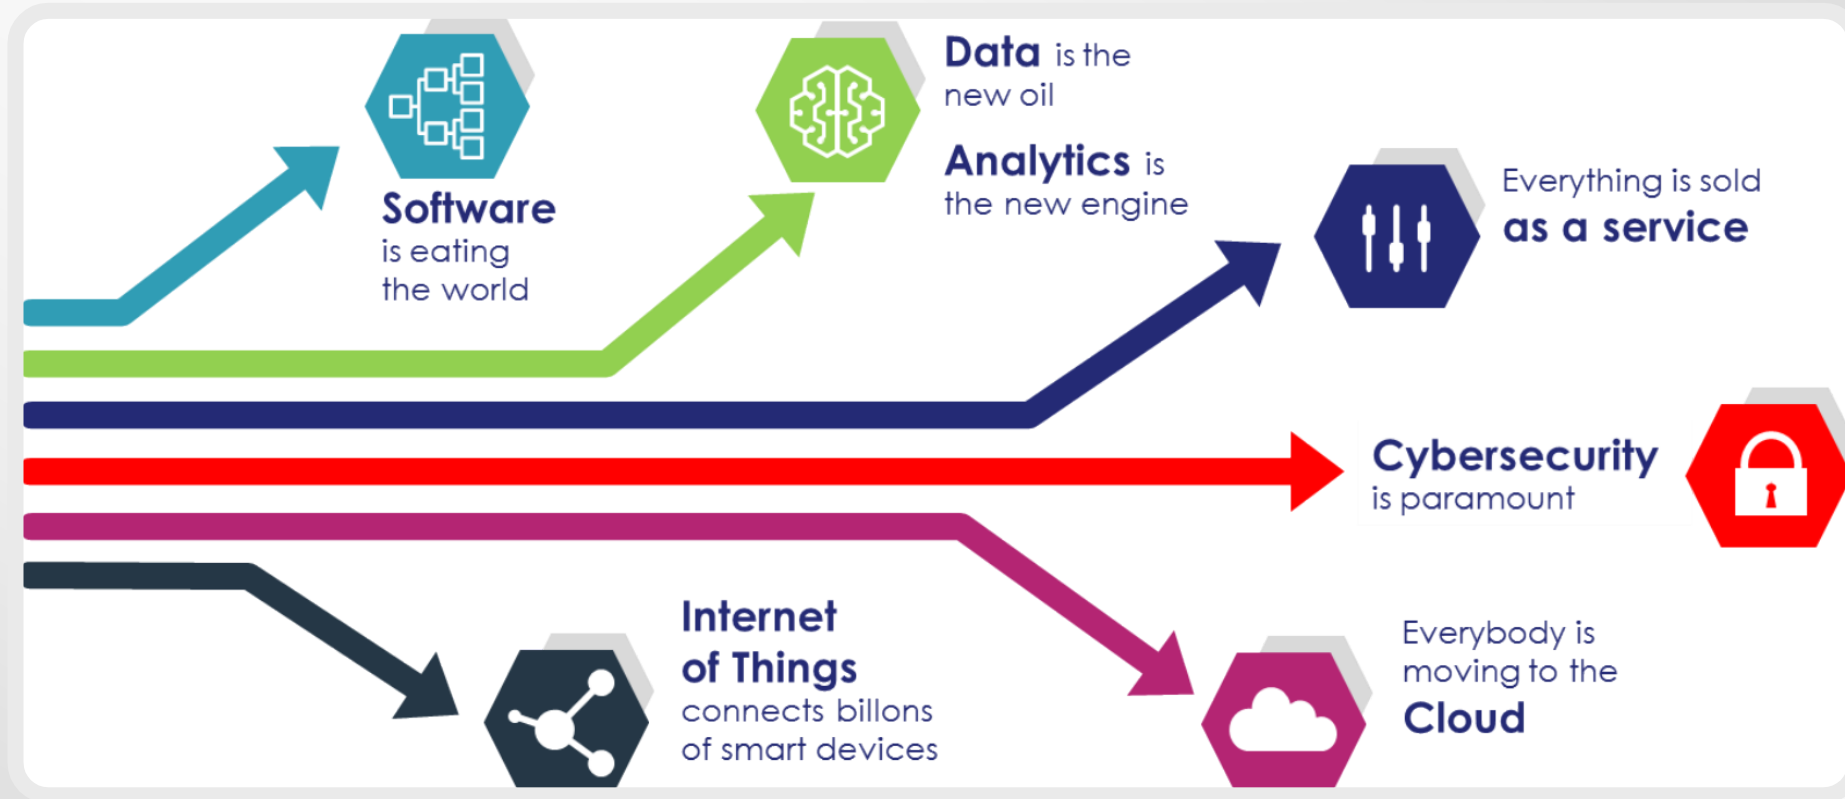 Software
is eating
the world
Data is the
new oil
Analytics is
the new engine
Everything is sold
as a service
Cybersecurity
is paramount
Internet
of Things
connects billons
of smart devices
Everybody is
moving to the
Cloud